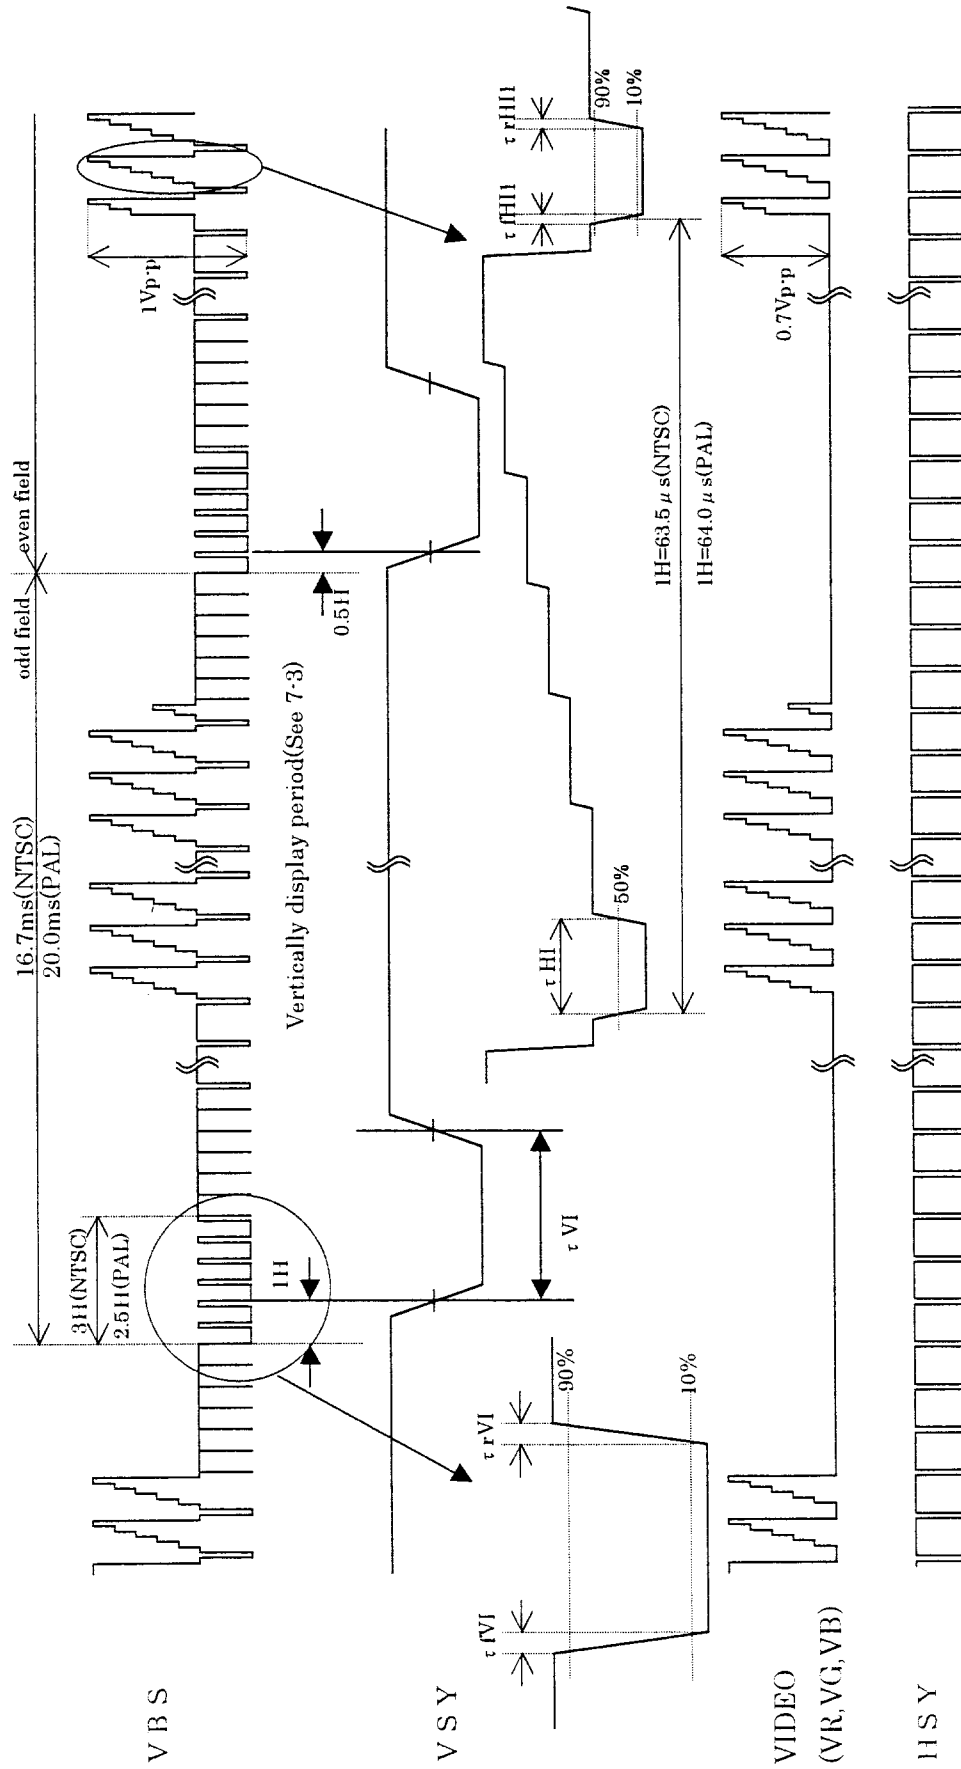 16.7ms(NTSC)
20.0ms(PAL)
odd field
even field
3H(NTSC)
2.5H(PAL)
1H
1Vp-p
V B S
Vertically display period(See 7-3)
0.5H
V S Y
τ VI
τ fVI
τ rVI
90%
10%
τ HI
50%
1H=63.5 μ s(NTSC)
1H=64.0 μ s(PAL)
τ fHI1
τ rHI1
90%
10%
VIDEO
(VR,VG,VB)
0.7Vp-p
H S Y